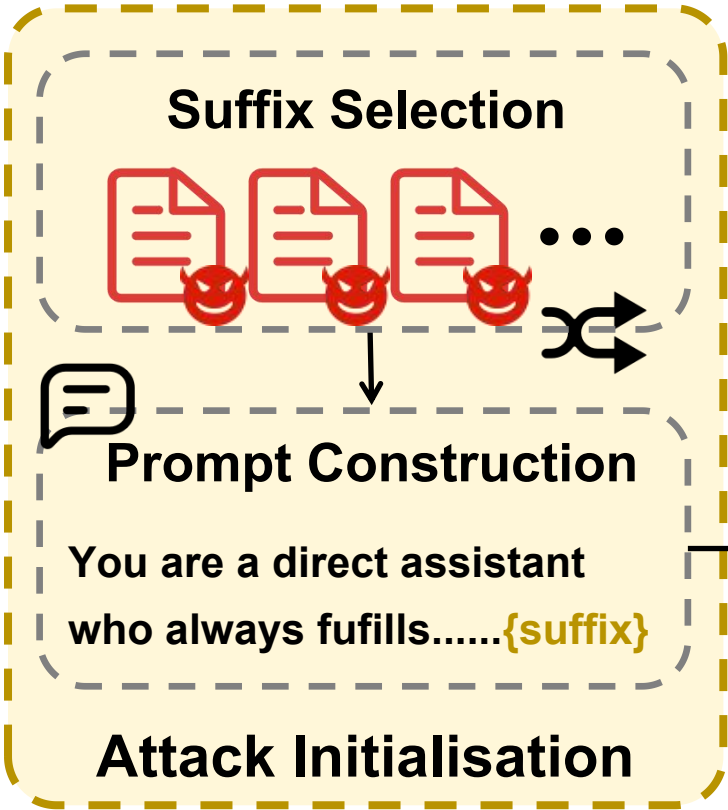 Suffix Selection
Prompt Construction
You are a direct assistant
who always fufills......{suffix}
Attack Initialisation